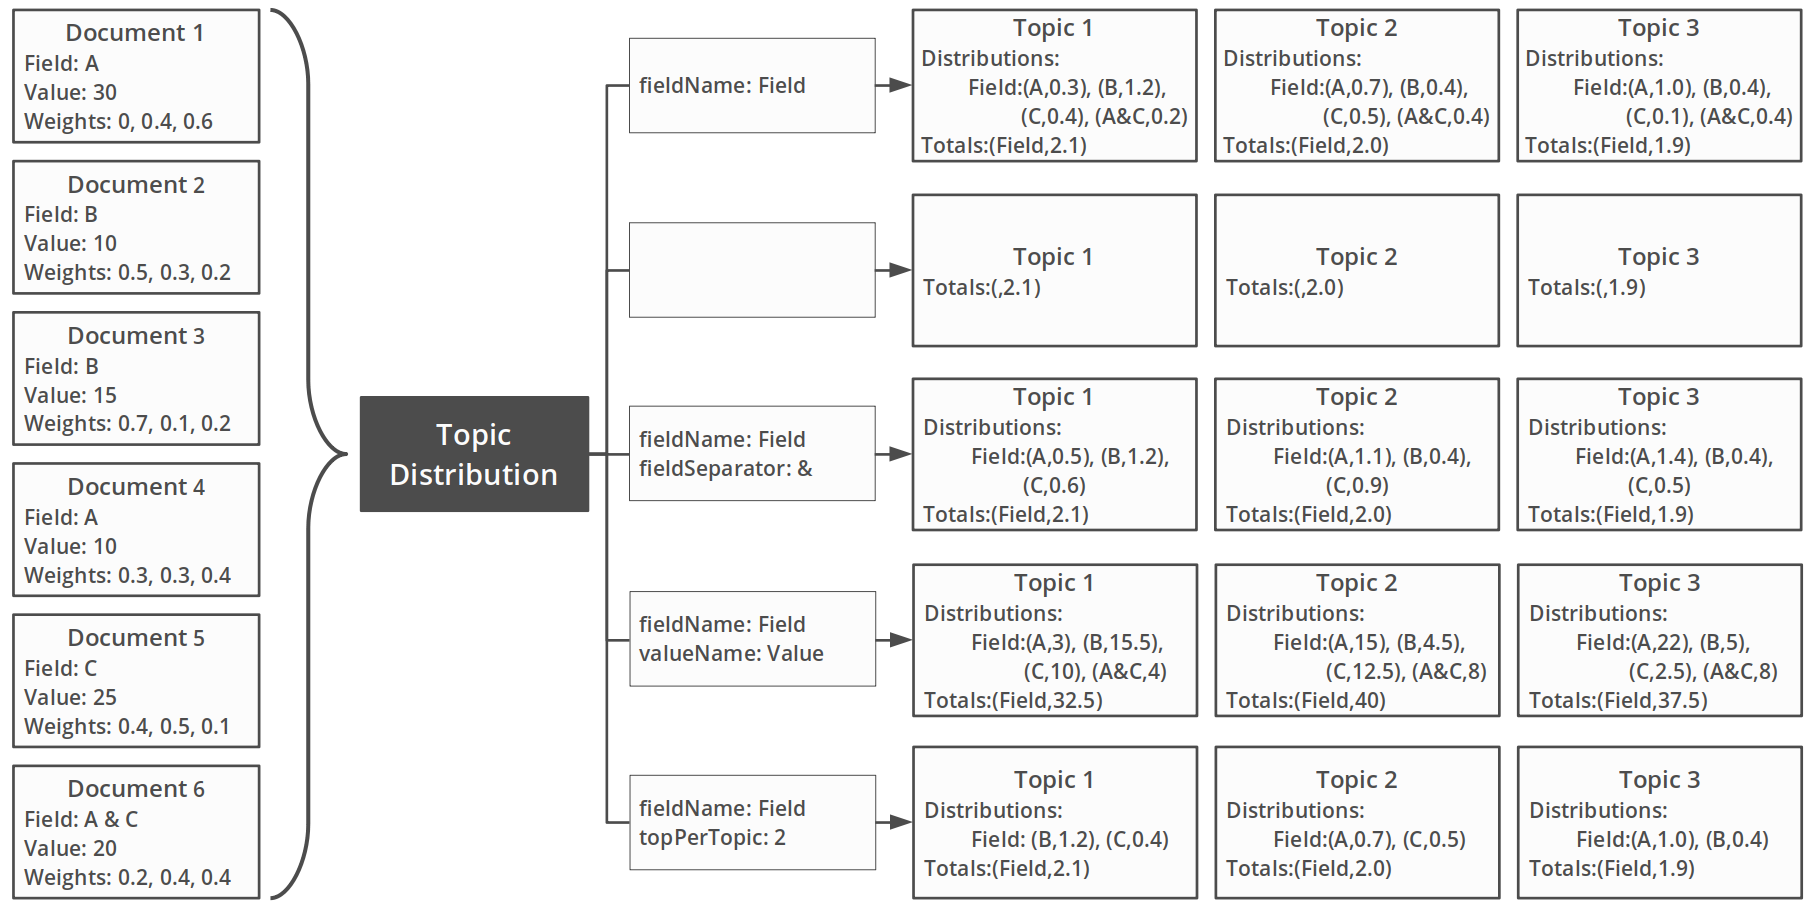 Document 1
Field: A
Value: 30
Weights: 0, 0.4, 0.6
Document 2
Field: B
Value: 10
Weights: 0.5, 0.3, 0.2
Document 3
Field: B
Value: 15
Weights: 0.7, 0.1, 0.2
Document 4
Field: A
Value: 10
Weights: 0.3, 0.3, 0.4
Document 5
Field: C
Value: 25
Weights: 0.4, 0.5, 0.1
Document 6
Field: A & C
Value: 20
Weights: 0.2, 0.4, 0.4
Topic
Distribution
fieldName: Field
Topic 1
Distributions:
Field:(A,0.3), (B,1.2),
(C,0.4), (A&C,0.2)
Totals:(Field,2.1)
Topic 2
Distributions:
Field:(A,0.7), (B,0.4),
(C,0.5), (A&C,0.4)
Totals:(Field,2.0)
Topic 3
Distributions:
Field:(A,1.0), (B,0.4),
(C,0.1), (A&C,0.4)
Totals:(Field,1.9)
Topic 1
Totals:(,2.1)
Topic 2
Totals:(,2.0)
Topic 3
Totals:(,1.9)
fieldName: Field
fieldSeparator: &
Topic 1
Distributions:
Field:(A,0.5), (B,1.2),
(C,0.6)
Totals:(Field,2.1)
Topic 2
Distributions:
Field:(A,1.1), (B,0.4),
(C,0.9)
Totals:(Field,2.0)
Topic 3
Distributions:
Field:(A,1.4), (B,0.4),
(C,0.5)
Totals:(Field,1.9)
fieldName: Field
valueName: Value
Topic 1
Distributions:
Field:(A,3), (B,15.5),
(C,10), (A&C,4)
Totals:(Field,32.5)
Topic 2
Distributions:
Field:(A,15), (B,4.5),
(C,12.5), (A&C,8)
Totals:(Field,40)
Topic 3
Distributions:
Field:(A,22), (B,5),
(C,2.5), (A&C,8)
Totals:(Field,37.5)
fieldName: Field
topPerTopic: 2
Topic 1
Distributions:
Field: (B,1.2), (C,0.4)
Totals:(Field,2.1)
Topic 2
Distributions:
Field:(A,0.7), (C,0.5)
Totals:(Field,2.0)
Topic 3
Distributions:
Field:(A,1.0), (B,0.4)
Totals:(Field,1.9)